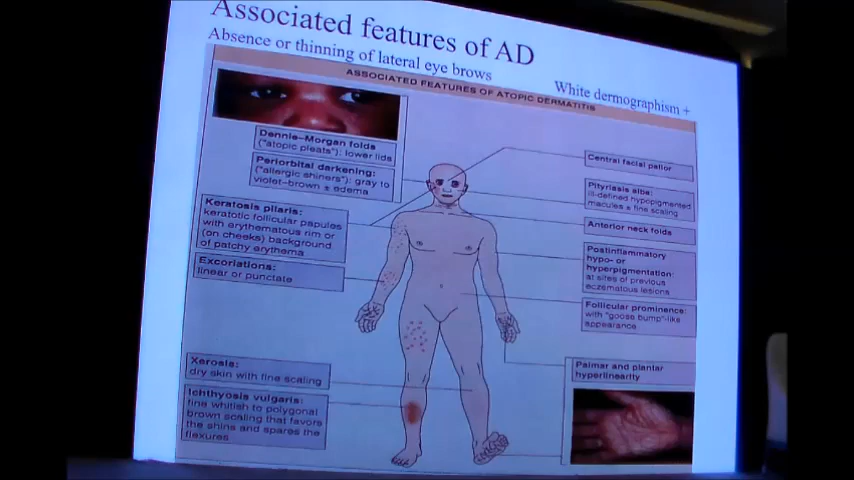 Associated features of AD
Absence or thinning of lateral eye brows
White dermographism +
ASSOCIATED FEATURES OF ATOPIC DERMATITIS
Dennie–Morgan folds
("atopic pleats"): lower lids
Periorbital darkening:
("allergic shiners"): gray to
violet–brown ± edema
Keratosis pilaris:
keratotic follicular papules
with erythematous rim or
(on cheeks) background
of patchy erythema
Excoriations:
linear or punctate
Xerosis:
dry skin with fine scaling
Ichthyosis vulgaris:
fine whitish to polygonal
brown scaling that favors
the shins and spares the
flexures
Central facial pallor
Pityriasis alba:
ill-defined hypopigmented
macules ± fine scaling
Anterior neck folds
Postinflammatory
hypo- or
hyperpigmentation:
at sites of previous
eczematous lesions
Follicular prominence:
with "goose bump"-like
appearance
Palmar and plantar
hyperlinearity